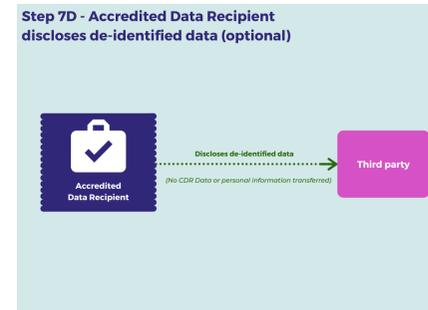 Step 7D - Accredited Data Recipient
discloses de-identified data (optional)
Discloses de-identified data
Third party
(No CDR Data or personal information transferred)
Accredited
Data Recipient